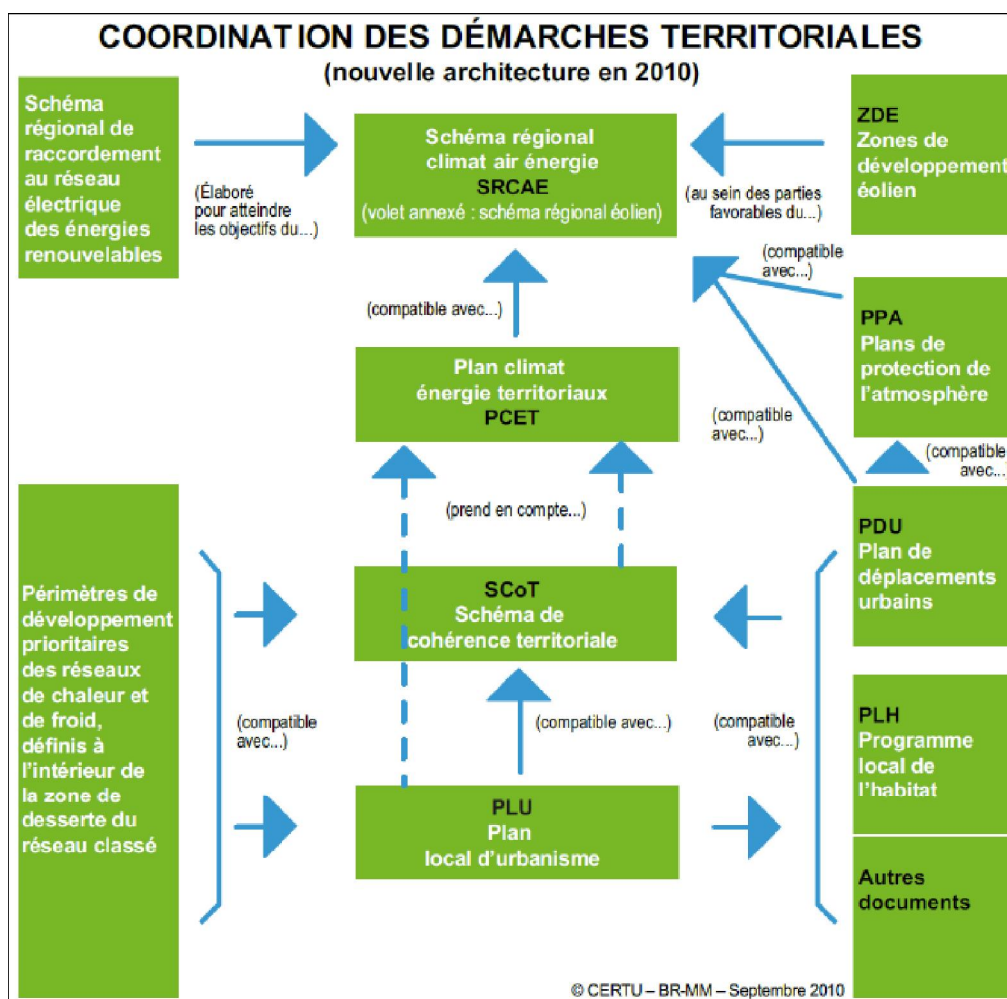 COORDINATION DES DÉMARCHES TERRITORIALES
(nouvelle architecture en 2010)
Schéma
régional de
raccordement
au réseau
électrique
des énergies
renouvelables
(Élaboré
pour atteindre
les objectifs du...)
Schéma régional
climat air énergie
SRCAE
(volet annexé : schéma régional éolien)
(au sein des parties
favorables du...)
ZDE
Zones de
développement
éolien
(compatible
avec...)
(compatible avec...)
PPA
Plans de
protection de
l'atmosphère
Plan climat
énergie territoriaux
PCET
(compatible
avec...)
(compatible
avec...)
(prend en compte...)
PDU
Plan de
déplacements
urbains
SCoT
Schéma de
cohérence territoriale
Périmètres de
développement
prioritaires
des réseaux
de chaleur et
de froid,
définis à
l'intérieur de
la zone de
desserte du
réseau classé
(compatible
avec...)
(compatible avec...)
(compatible
avec...)
PLH
Programme
local de
l'habitat
PLU
Plan
local d'urbanisme
Autres
documents
© CERTU – BR-MM – Septembre 2010